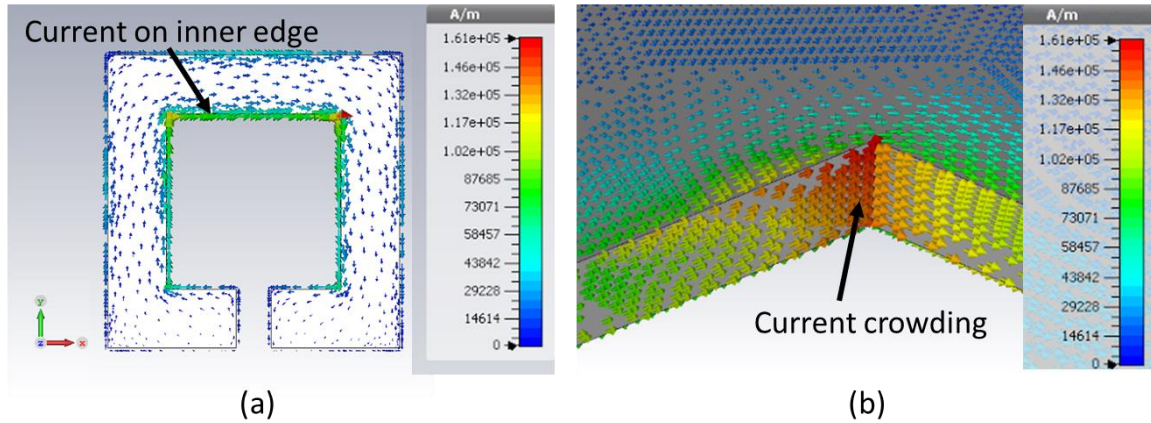 Current on inner edge
A/m
1.61e+05
1.46e+05
1.32e+05
1.17e+05
1.02e+05
87685
73071
58457
43842
29228
14614
0
y
z
x
(a)
A/m
1.61e+05
1.46e+05
1.32e+05
1.17e+05
1.02e+05
87685
73071
58457
43842
29228
14614
0
Current crowding
(b)